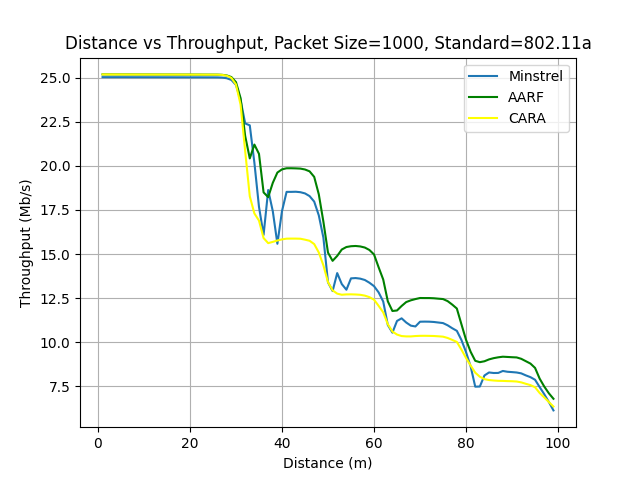 Distance vs Throughput, Packet Size=1000, Standard=802.11a
Minstrel
AARF
CARA
Throughput (Mb/s)
25.0
22.5
20.0
17.5
15.0
12.5
10.0
7.5
0 20 40 60 80 100
Distance (m)